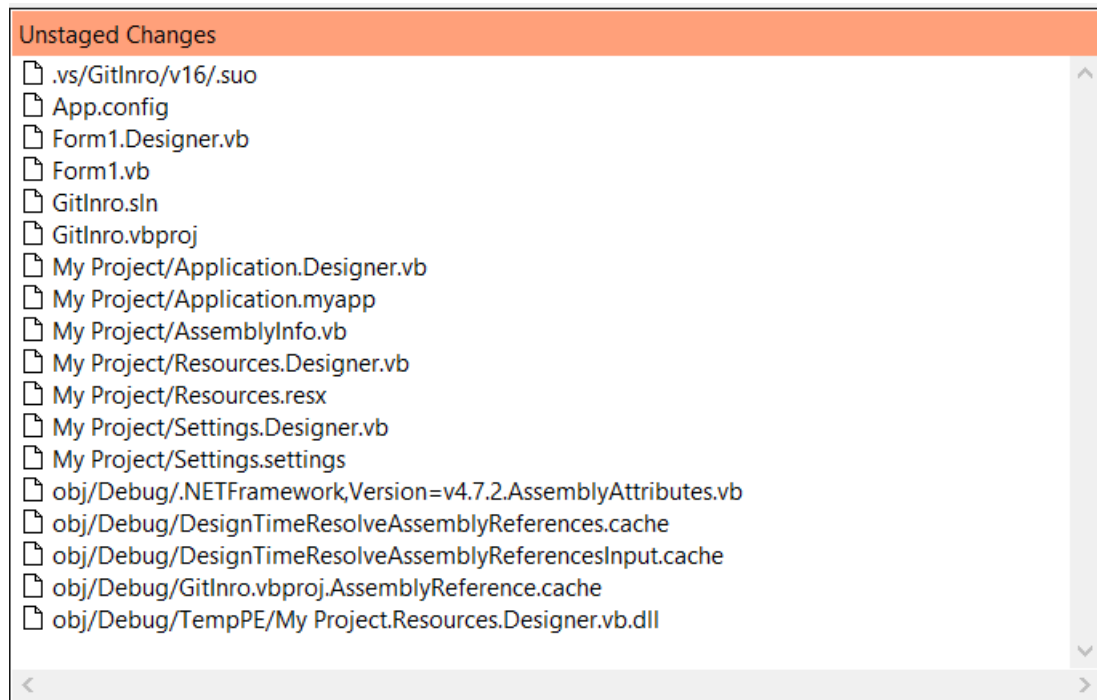 Unstaged Changes
.vs/GitInro/v16/.suo
App.config
Form1.Designer.vb
Form1.vb
GitInro.sln
GitInro.vbproj
My Project/Application.Designer.vb
My Project/Application.myapp
My Project/AssemblyInfo.vb
My Project/Resources.Designer.vb
My Project/Resources.resx
My Project/Settings.Designer.vb
My Project/Settings.settings
obj/Debug/.NETFramework,Version=v4.7.2.AssemblyAttributes.vb
obj/Debug/DesignTimeResolveAssemblyReferences.cache
obj/Debug/DesignTimeResolveAssemblyReferencesInput.cache
obj/Debug/GitInro.vbproj.AssemblyReference.cache
obj/Debug/TempPE/My Project.Resources.Designer.vb.dll